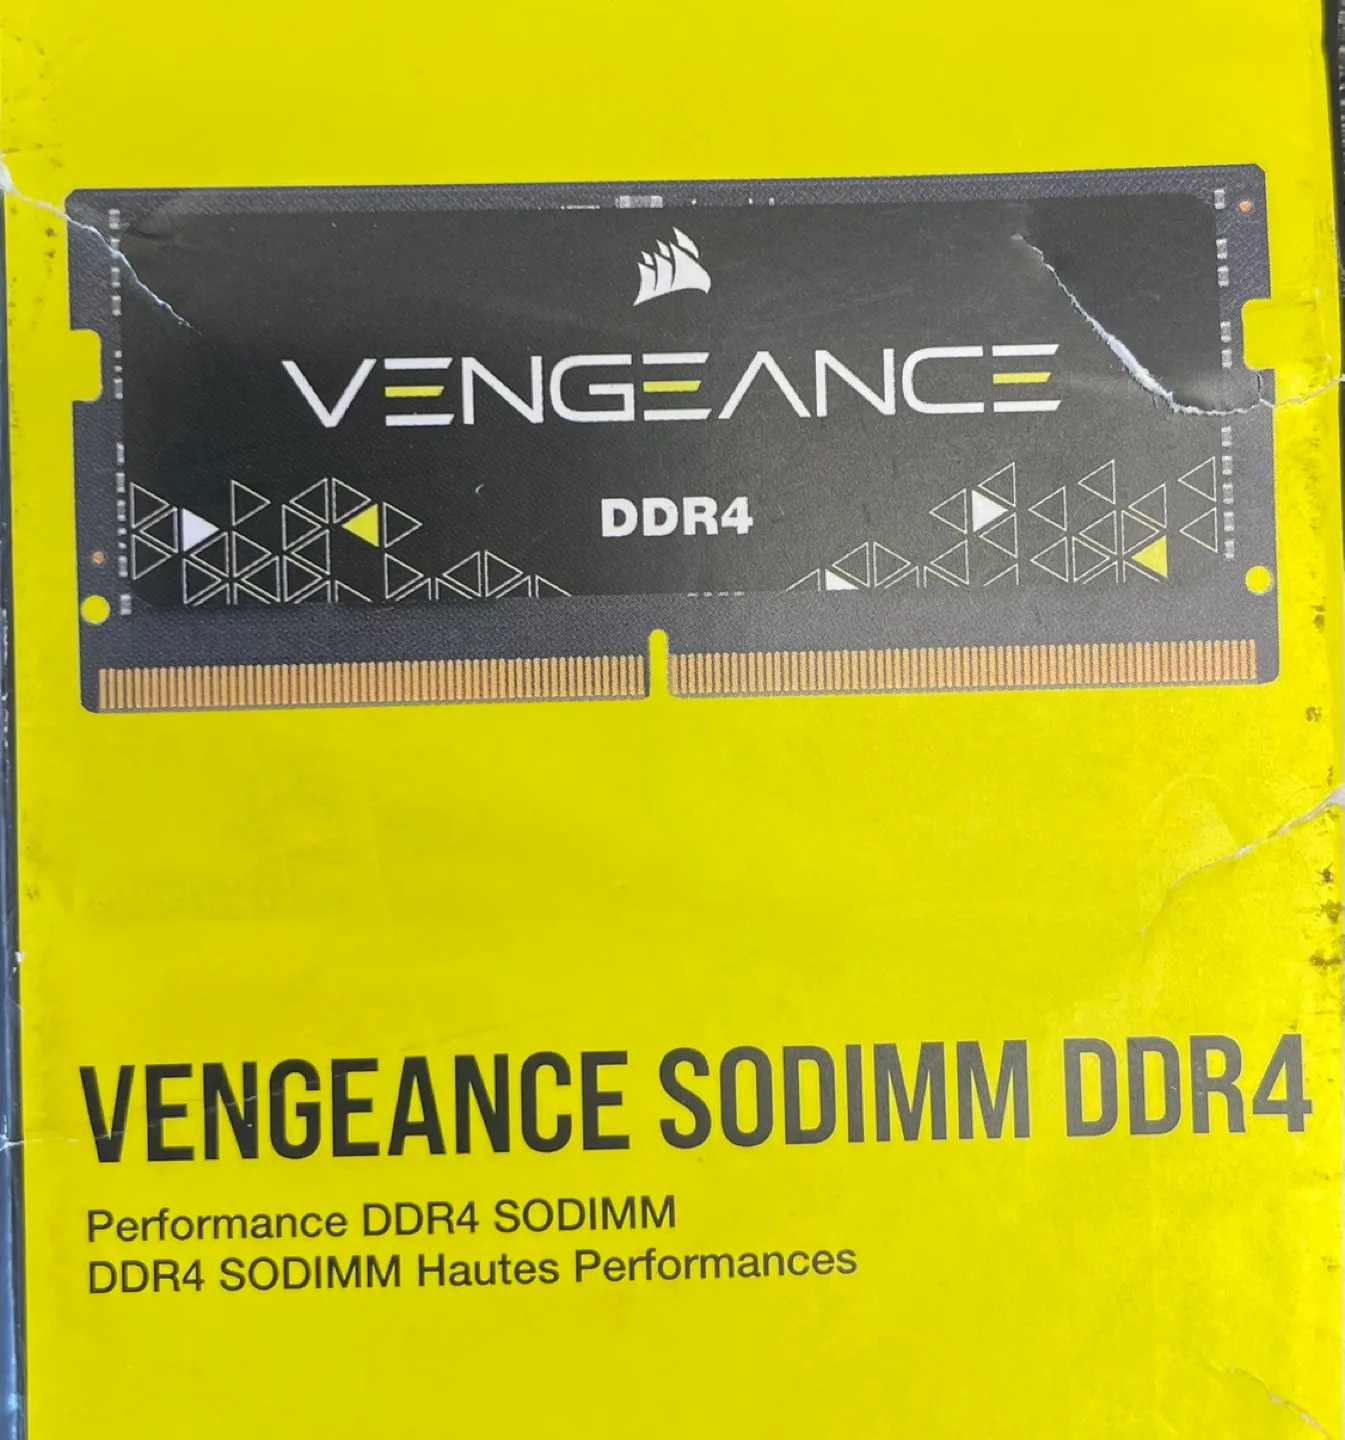 VENGEANCE
DDR4
VENGEANCE SODIMM DDR4
Performance DDR4 SODIMM
DDR4 SODIMM Hautes Performances